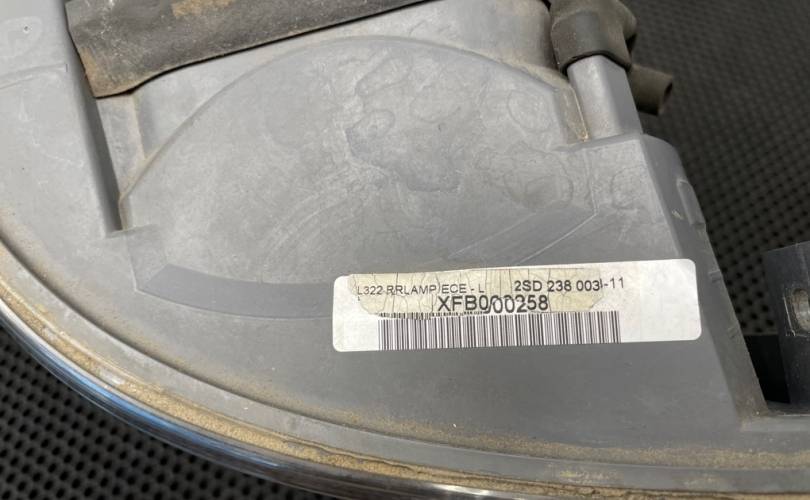 L322 RRLAMP ECE - L 2SD 238 003-11
XFB000258